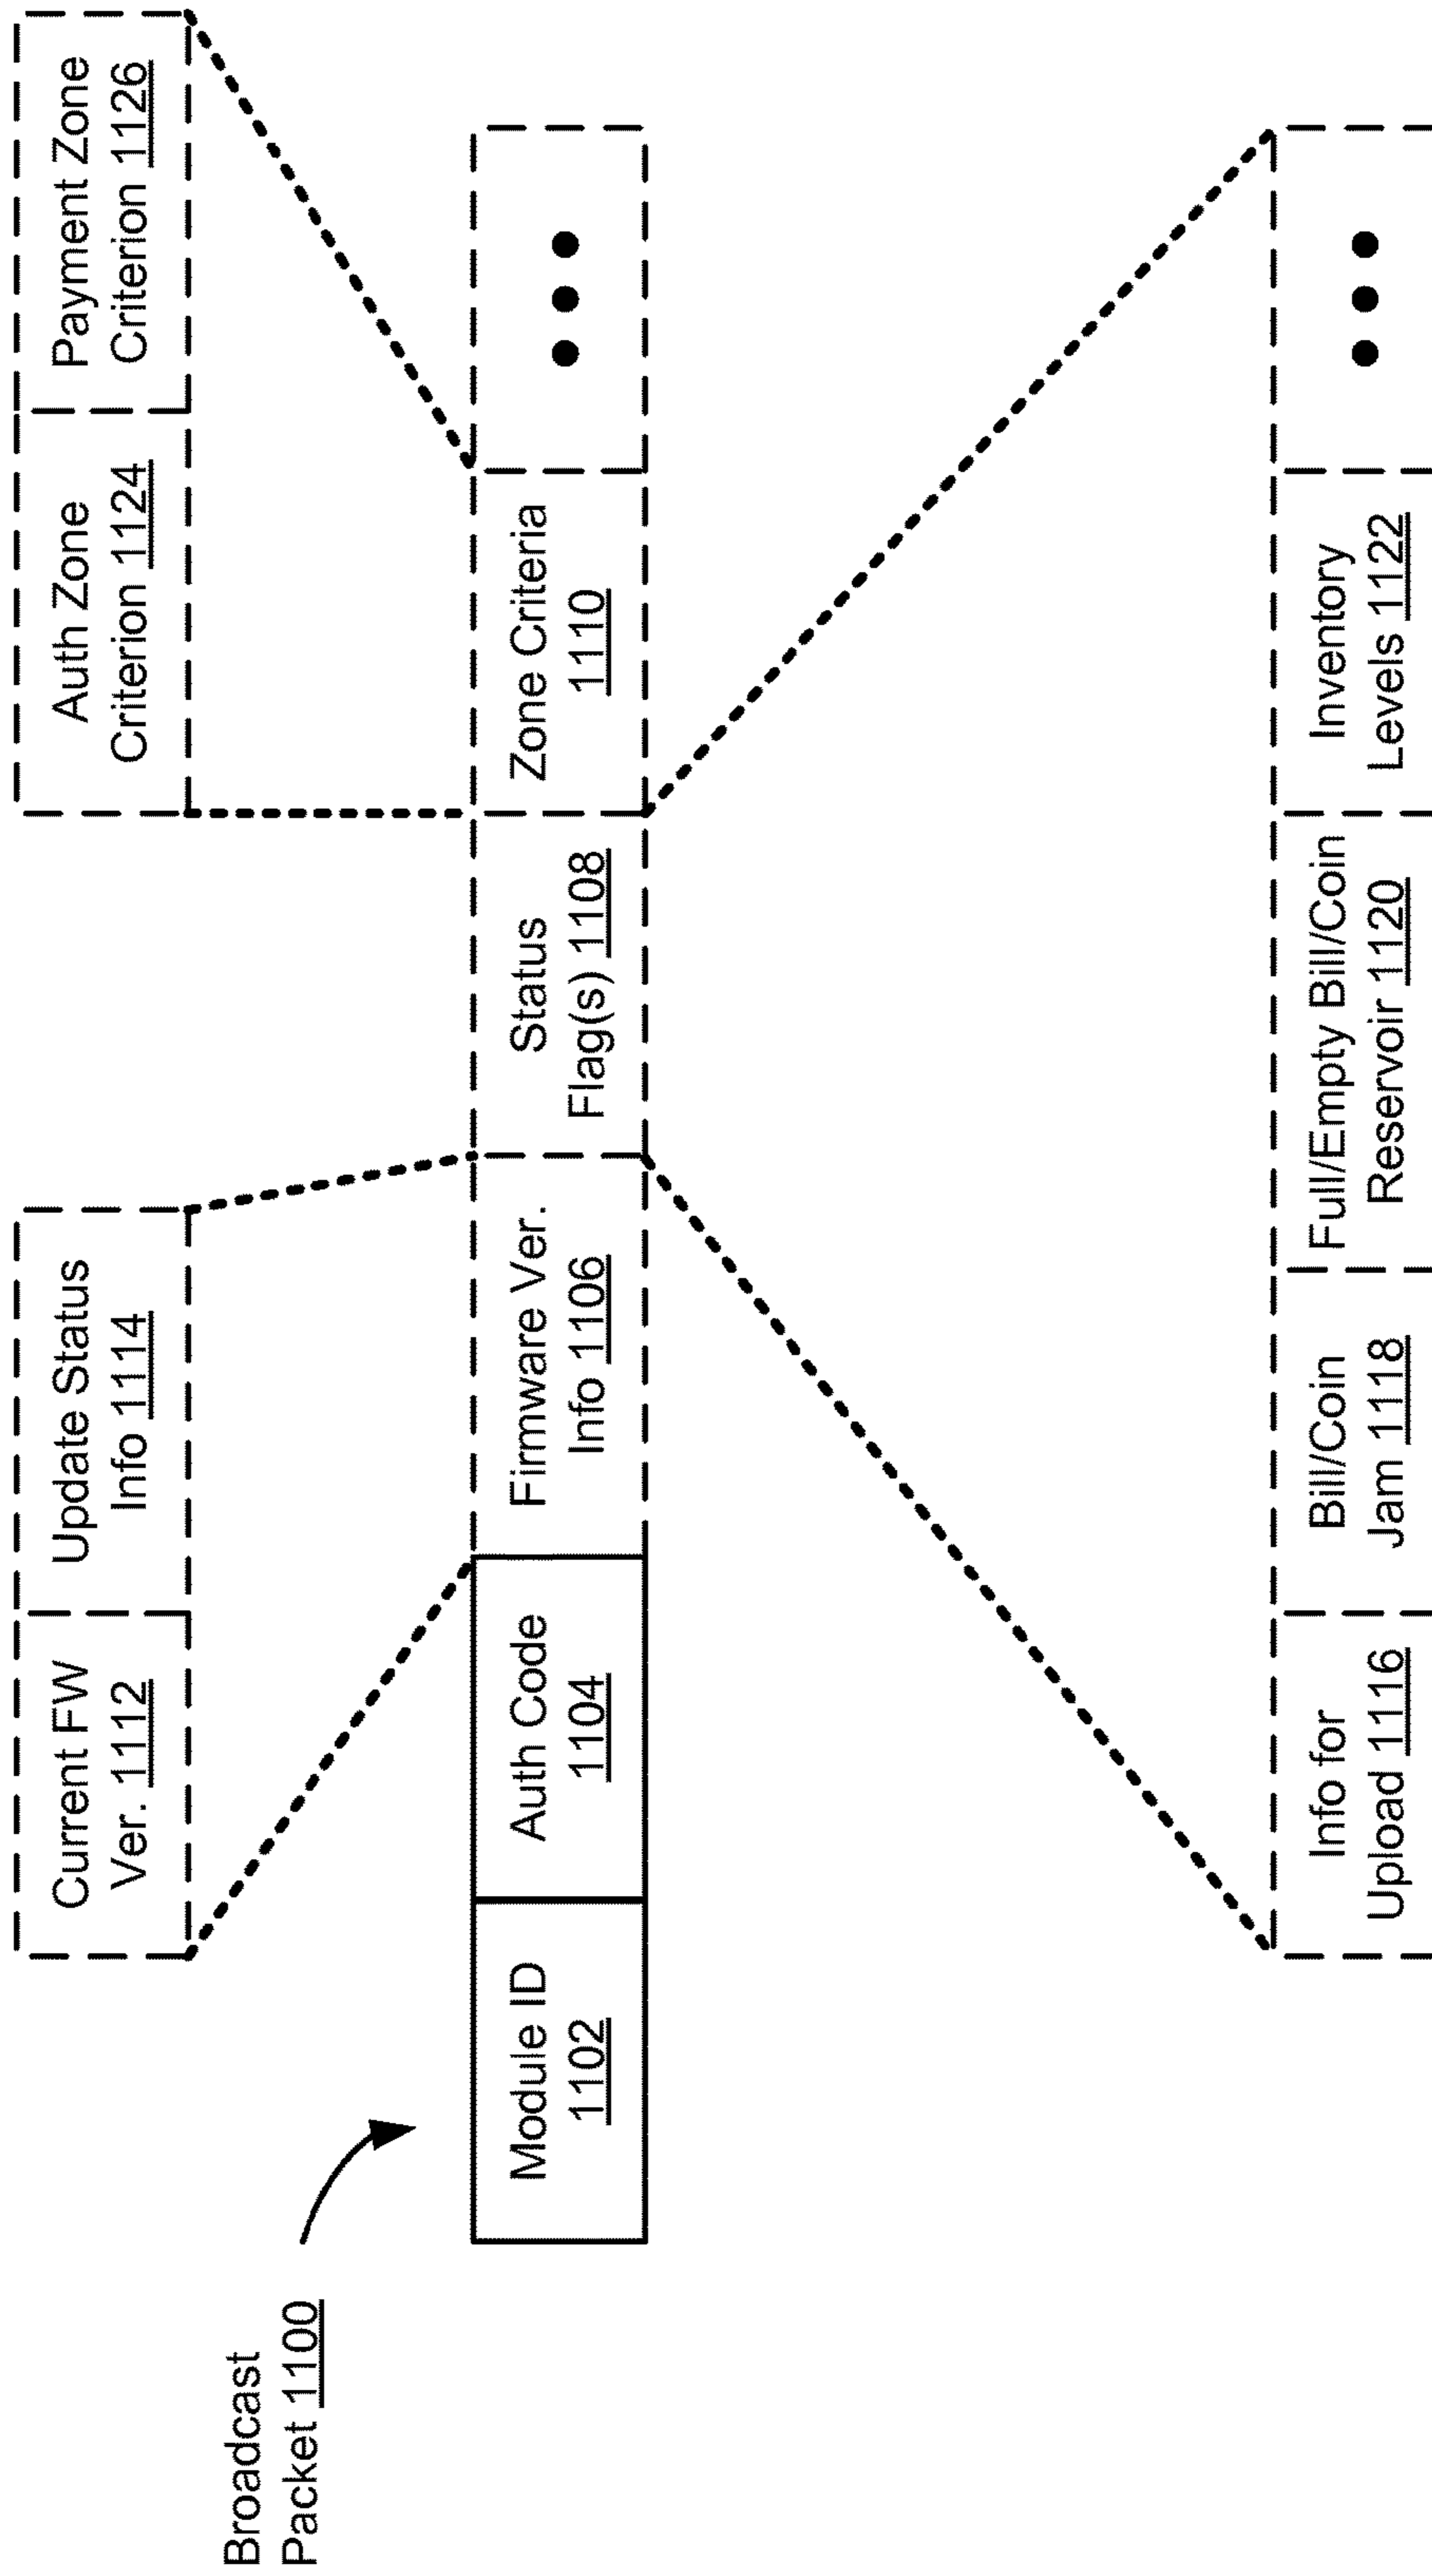 Current FW
Ver. 1112
Update Status
Info 1114
Auth Zone
Criterion 1124
Payment Zone
Criterion 1126
Broadcast
Packet 1100
Module ID
1102
Auth Code
1104
Firmware Ver.
Info 1106
Status
Flag(s) 1108
Zone Criteria
1110
Info for
Upload 1116
Bill/Coin
Jam 1118
Full/Empty Bill/Coin
Reservoir 1120
Inventory
Levels 1122